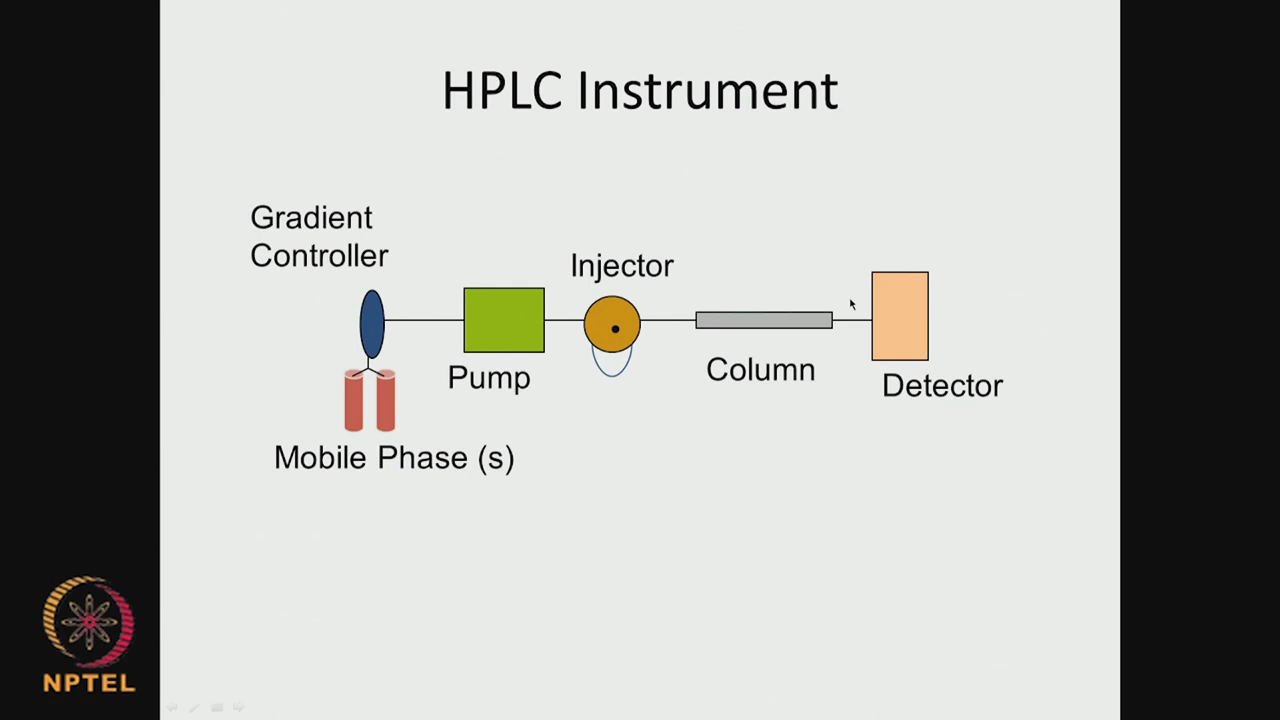 HPLC Instrument
Gradient
Controller
Injector
Pump
Column
Detector
Mobile Phase (s)
NPTEL